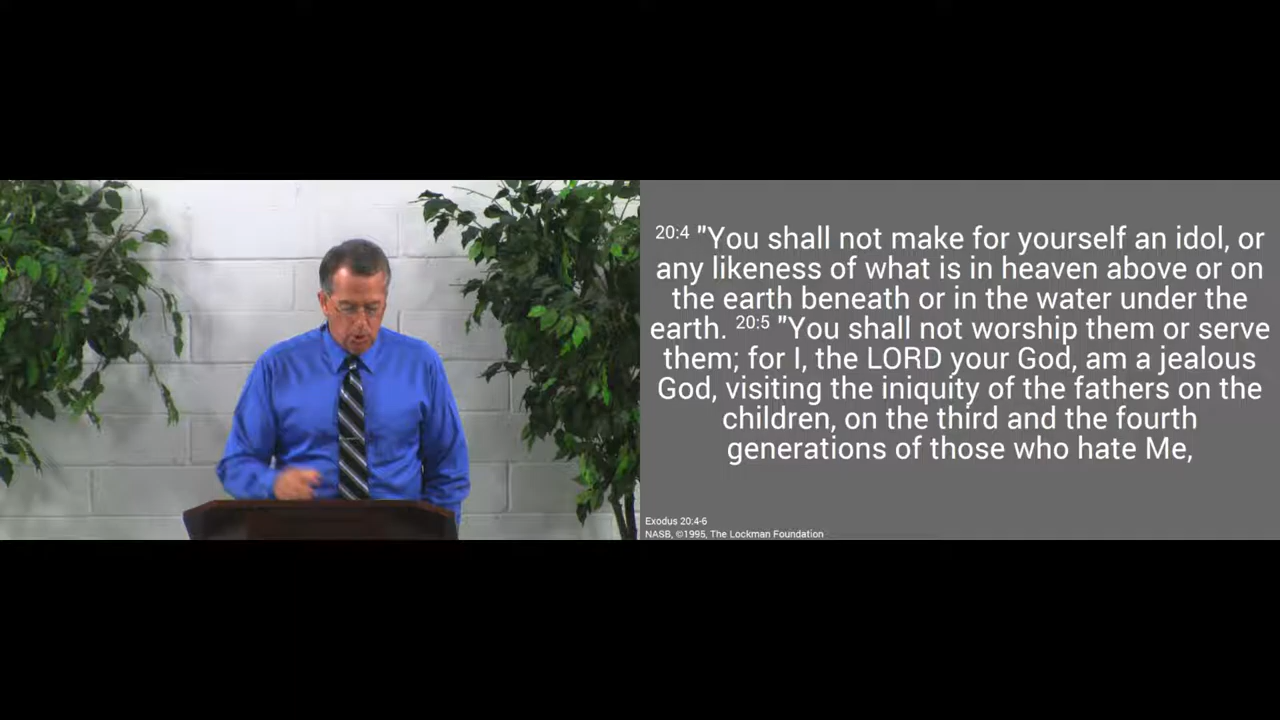 20:4 "You shall not make for yourself an idol, or
any likeness of what is in heaven above or on
the earth beneath or in the water under the
earth. 20:5 "You shall not worship them or serve
them; for I, the LORD your God, am a jealous
God, visiting the iniquity of the fathers on the
children, on the third and the fourth
generations of those who hate Me,
Exodus 20:4-6
NASB, ©1995, The Lockman Foundation